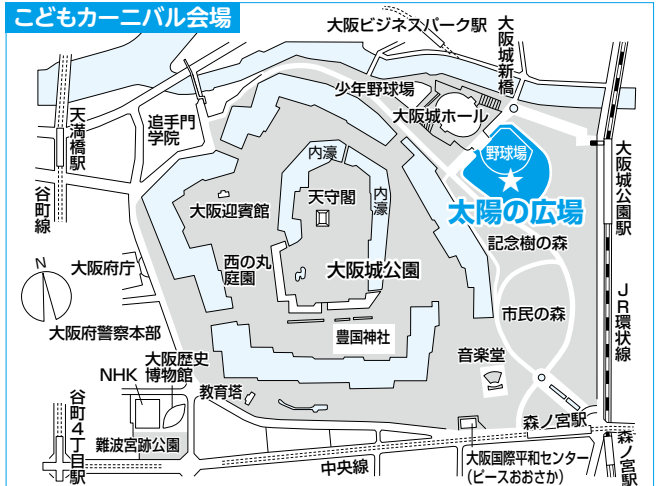 こどもカーニバル会場
大阪ビジネスパーク駅
大阪城新橋
少年野球場
大阪城ホール
追手門
学院
天満橋駅
谷町線
野球場
太陽の広場
大阪城公園駅
内濠
天守閣
内濠
大阪迎賓館
記念樹の森
西の丸
庭園
大阪城公園
大阪府庁
N
JR環状線
市民の森
大阪府警察本部
豊国神社
音楽堂
大阪歴史
博物館
NHK
教育塔
谷町4丁目駅
難波宮跡公園
中央線
森ノ宮駅
大阪国際平和センター
(ピースおおさか)
森ノ宮駅